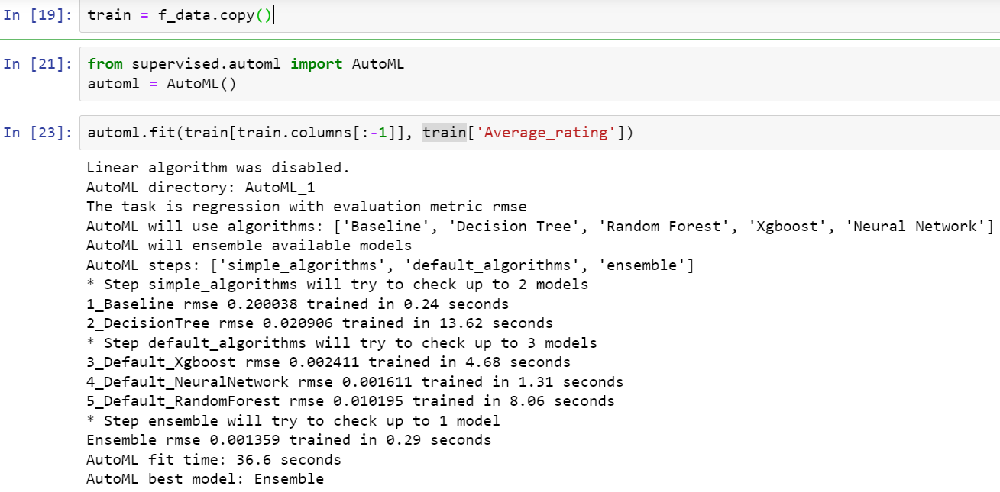 In [19]: train = f_data.copy()
In [21]: from supervised.automl import AutoML
automl = AutoML()
In [23]: automl.fit(train[train.columns[:-1]], train['Average_rating'])
Linear algorithm was disabled.
AutoML directory: AutoML_1
The task is regression with evaluation metric rmse
AutoML will use algorithms: ['Baseline', 'Decision Tree', 'Random Forest', 'Xgboost', 'Neural Network']
AutoML will ensemble available models
AutoML steps: ['simple_algorithms', 'default_algorithms', 'ensemble']
* Step simple_algorithms will try to check up to 2 models
1_Baseline rmse 0.200038 trained in 0.24 seconds
2_DecisionTree rmse 0.020906 trained in 13.62 seconds
* Step default_algorithms will try to check up to 3 models
3_Default_Xgboost rmse 0.002411 trained in 4.68 seconds
4_Default_NeuralNetwork rmse 0.001611 trained in 1.31 seconds
5_Default_RandomForest rmse 0.010195 trained in 8.06 seconds
* Step ensemble will try to check up to 1 model
Ensemble rmse 0.001359 trained in 0.29 seconds
AutoML fit time: 36.6 seconds
AutoML best model: Ensemble